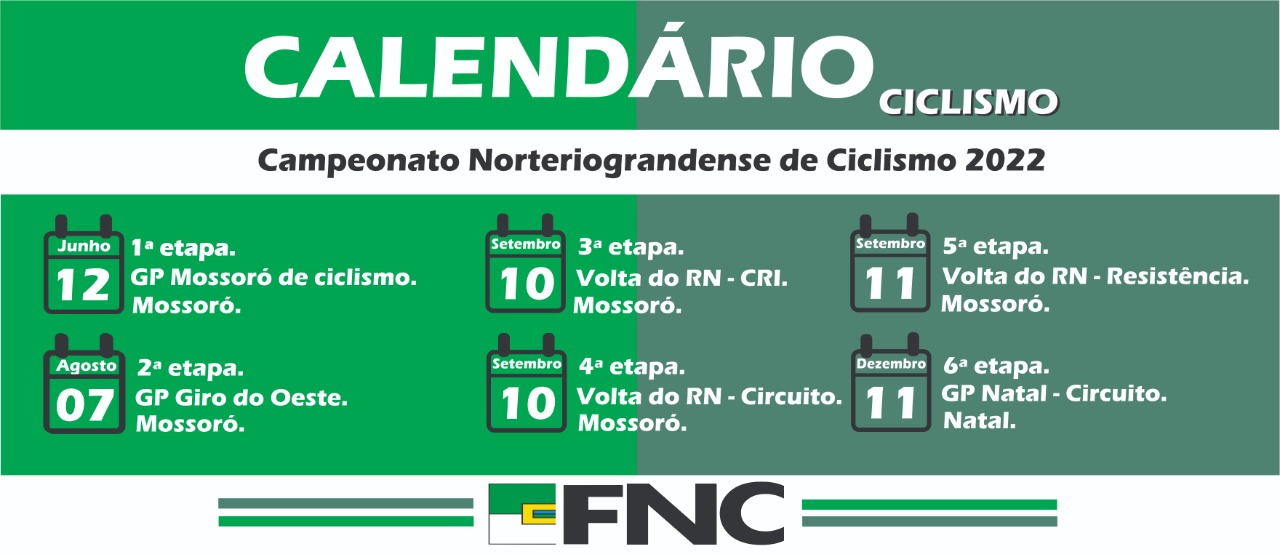 CALENDÁRIO
CICLISMO
Campeonato Norteriograndense de Ciclismo 2022
Junho
12
1ª etapa.
GP Mossoró de ciclismo.
Mossoró.
Agosto
07
2ª etapa.
GP Giro do Oeste.
Mossoró.
Setembro
10
3ª etapa.
Volta do RN - CRI.
Mossoró.
Setembro
10
4ª etapa.
Volta do RN - Circuito.
Mossoró.
Setembro
11
5ª etapa.
Volta do RN - Resistência.
Mossoró.
Dezembro
11
6ª etapa.
GP Natal - Circuito.
Natal.
FNC